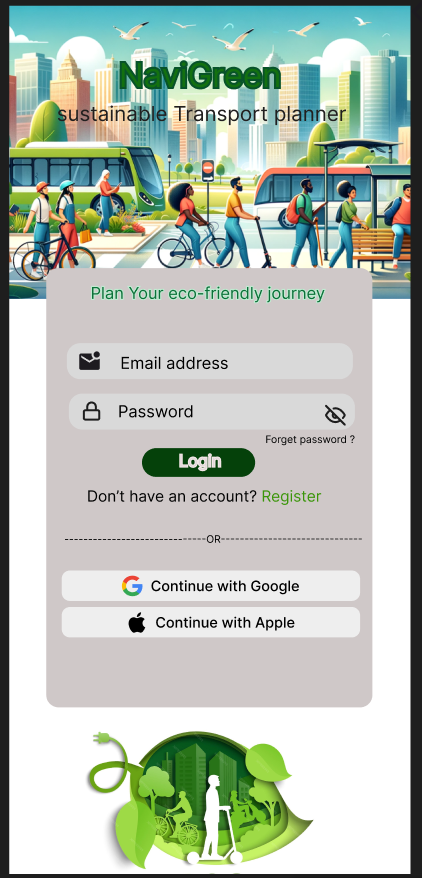 NaviGreen
sustainable Transport planner
Plan Your eco-friendly journey
Email address
Password
Forget password ?
Login
Don't have an account? Register
OR
Continue with Google
Continue with Apple